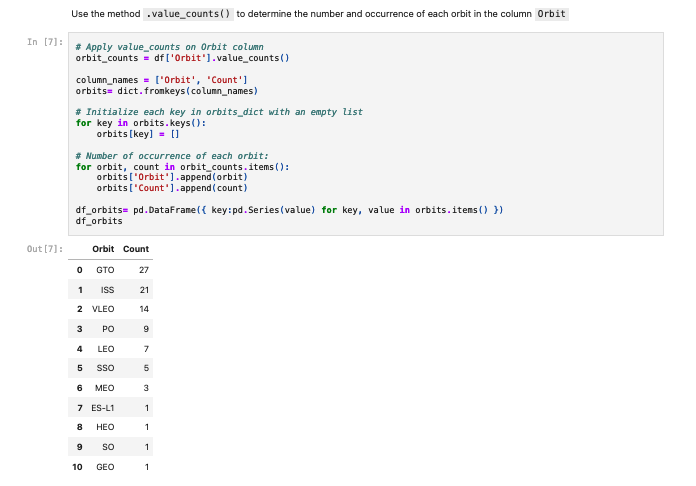 Use the method .value_counts() to determine the number and occurrence of each orbit in the column Orbit
In [7]:
# Apply value_counts on Orbit column
orbit_counts = df['Orbit'].value_counts()
column_names = ['Orbit', 'Count']
orbits= dict.fromkeys(column_names)
# Initialize each key in orbits_dict with an empty list
for key in orbits.keys():
    orbits[key] = []
# Number of occurrence of each orbit:
for orbit, count in orbit_counts.items():
    orbits['Orbit'].append(orbit)
    orbits['Count'].append(count)
df_orbits= pd.DataFrame({ key:pd.Series(value) for key, value in orbits.items() })
df_orbits
Out[7]:
Orbit Count
0 GTO 27
1 ISS 21
2 VLEO 14
3 PO 9
4 LEO 7
5 SSO 5
6 MEO 3
7 ES-L1 1
8 HEO 1
9 SO 1
10 GEO 1